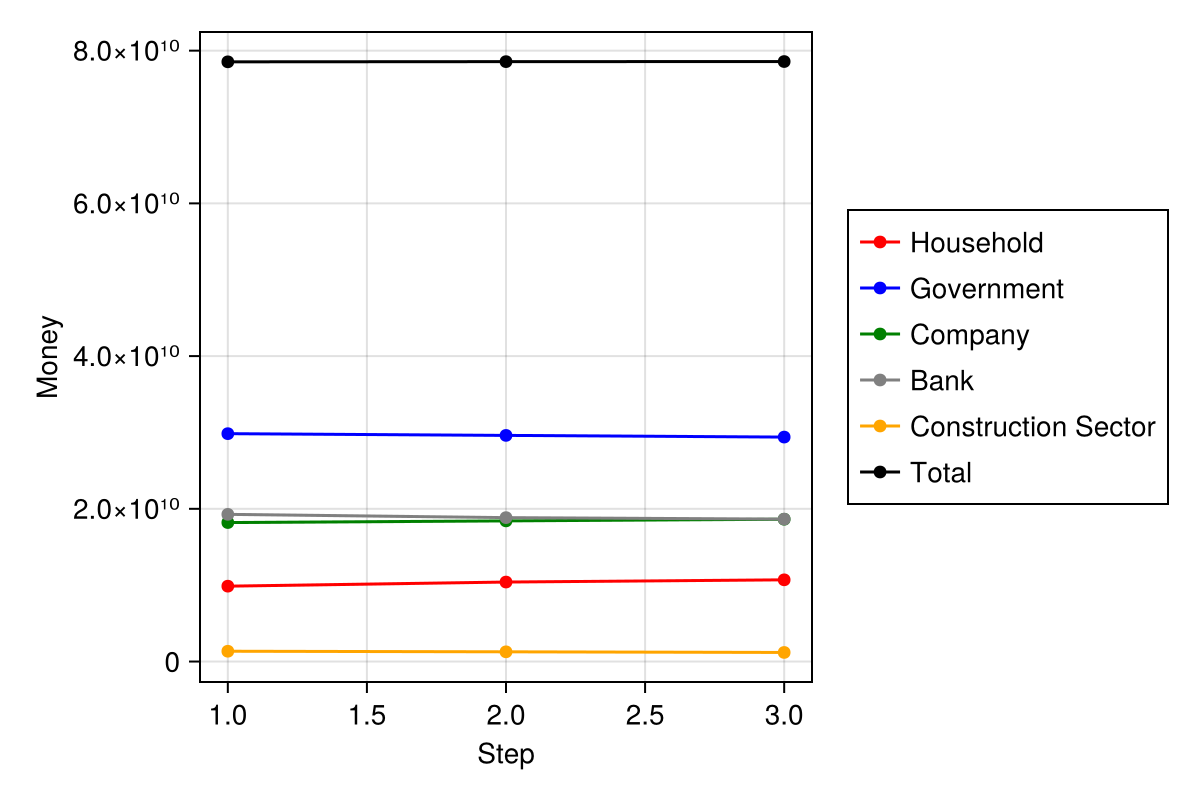 8.0×10¹⁰
6.0×10¹⁰
4.0×10¹⁰
2.0×10¹⁰
0
Money
1.0 1.5 2.0 2.5 3.0
Step
Household
Government
Company
Bank
Construction Sector
Total